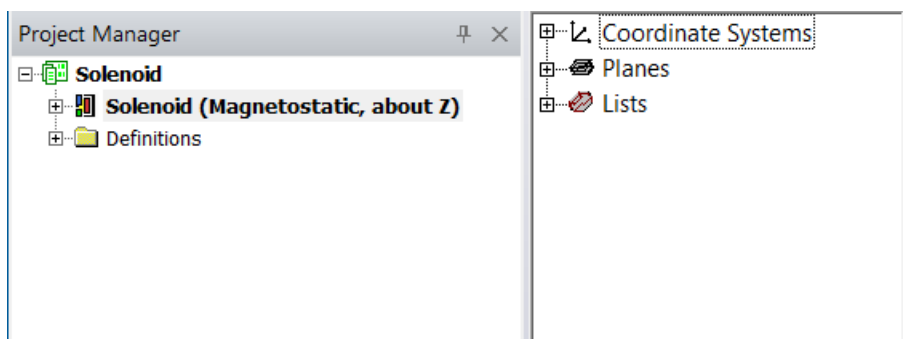 Project Manager
Solenoid
Solenoid (Magnetostatic, about Z)
Definitions
Coordinate Systems
Planes
Lists